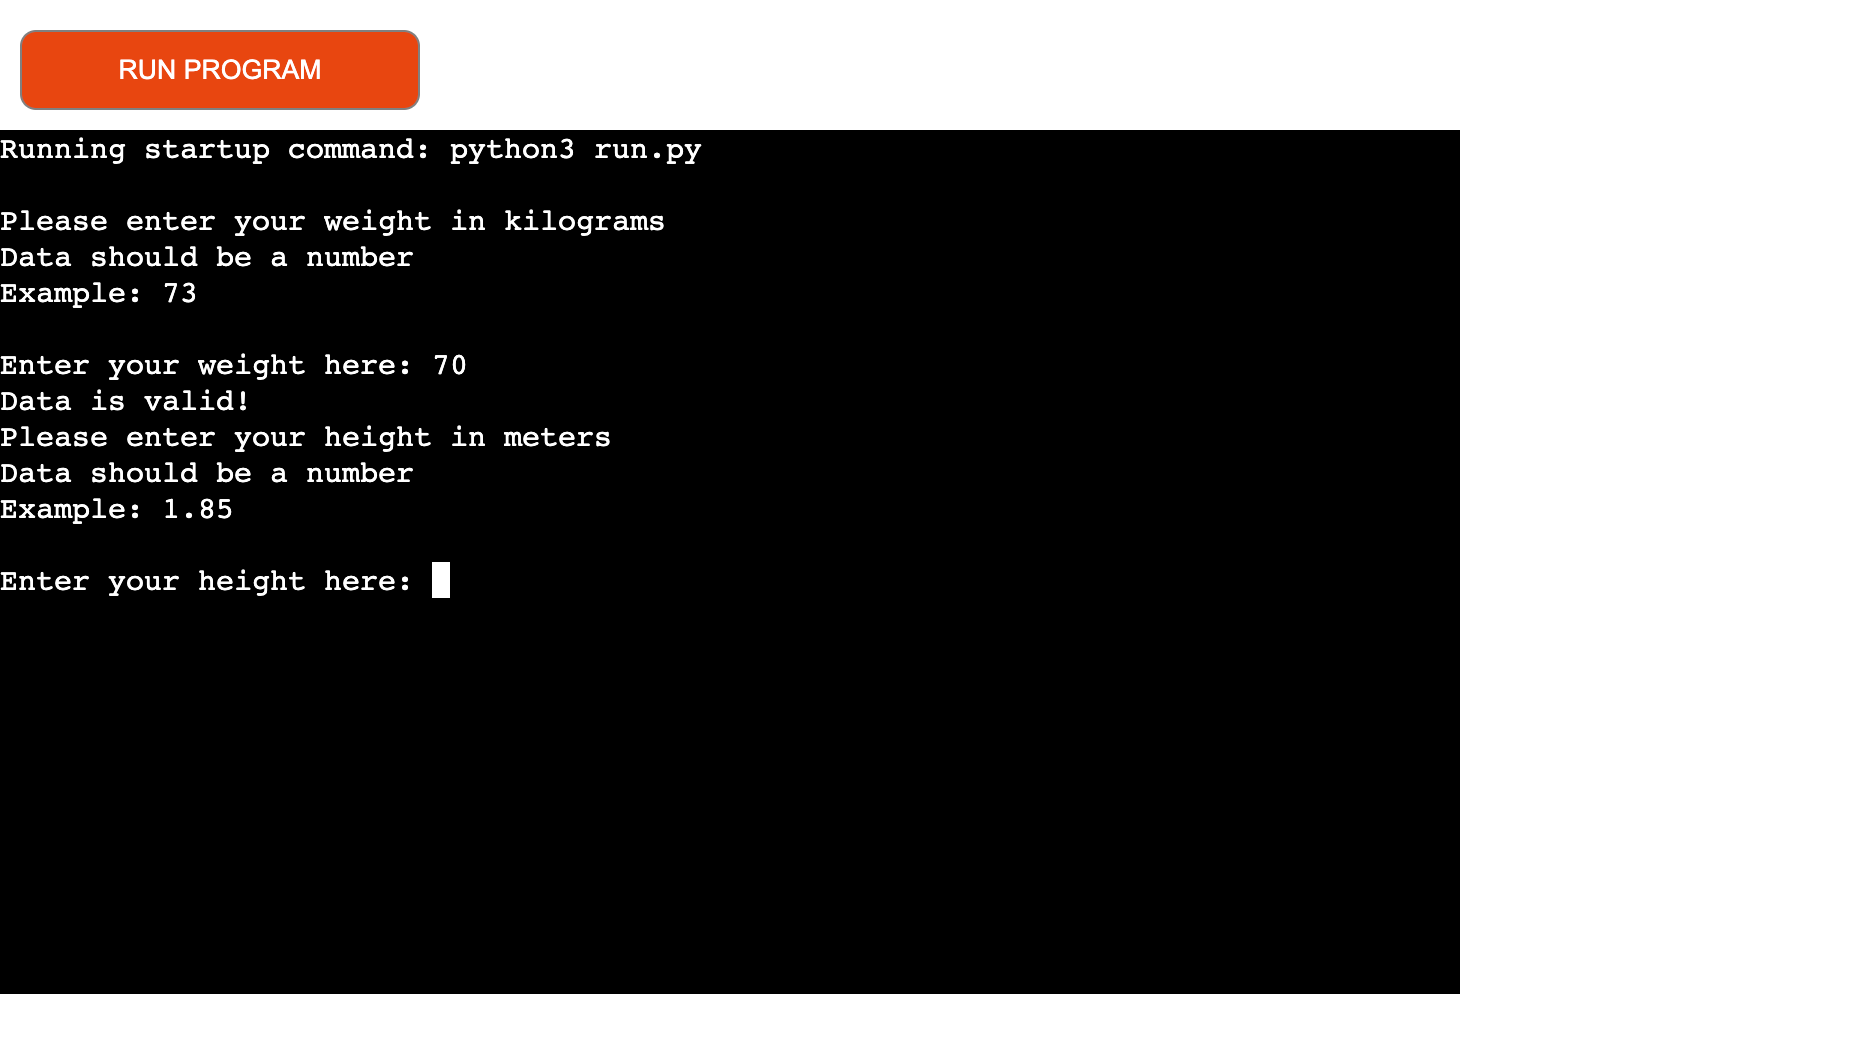 RUN PROGRAM
Running startup command: python3 run.py
Please enter your weight in kilograms
Data should be a number
Example: 73
Enter your weight here: 70
Data is valid!
Please enter your height in meters
Data should be a number
Example: 1.85
Enter your height here: